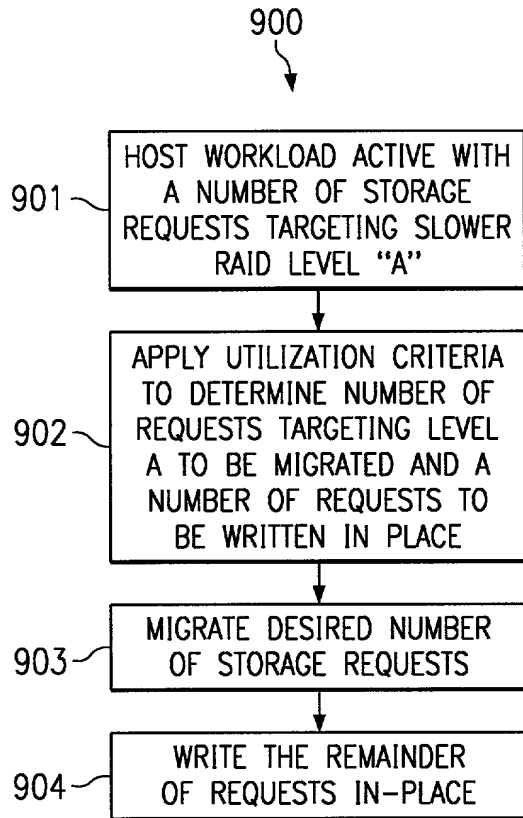 900
901
HOST WORKLOAD ACTIVE WITH
A NUMBER OF STORAGE
REQUESTS TARGETING SLOWER
RAID LEVEL “A”
902
APPLY UTILIZATION CRITERIA
TO DETERMINE NUMBER OF
REQUESTS TARGETING LEVEL
A TO BE MIGRATED AND A
NUMBER OF REQUESTS TO
BE WRITTEN IN PLACE
903
MIGRATE DESIRED NUMBER
OF STORAGE REQUESTS
904
WRITE THE REMAINDER
OF REQUESTS IN-PLACE